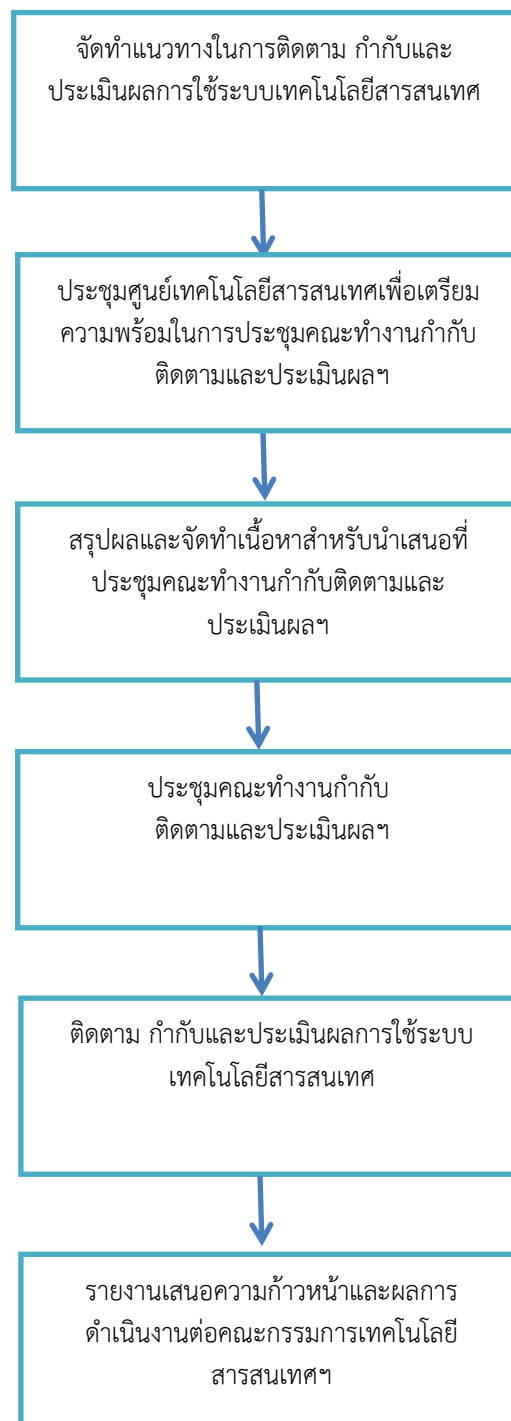 จัดทำแนวทางในการติดตาม กำกับและ
ประเมินผลการใช้ระบบเทคโนโลยีสารสนเทศ
ประชุมศูนย์เทคโนโลยีสารสนเทศเพื่อเตรียม
ความพร้อมในการประชุมคณะทำงานกำกับ
ติดตามและประเมินผลฯ
สรุปผลและจัดทำเนื้อหาสำหรับนำเสนอที่
ประชุมคณะทำงานกำกับติดตามและ
ประเมินผลฯ
ประชุมคณะทำงานกำกับ
ติดตามและประเมินผลฯ
ติดตาม กำกับและประเมินผลการใช้ระบบ
เทคโนโลยีสารสนเทศ
รายงานเสนอความก้าวหน้าและผลการ
ดำเนินงานต่อคณะกรรมการเทคโนโลยี
สารสนเทศฯ